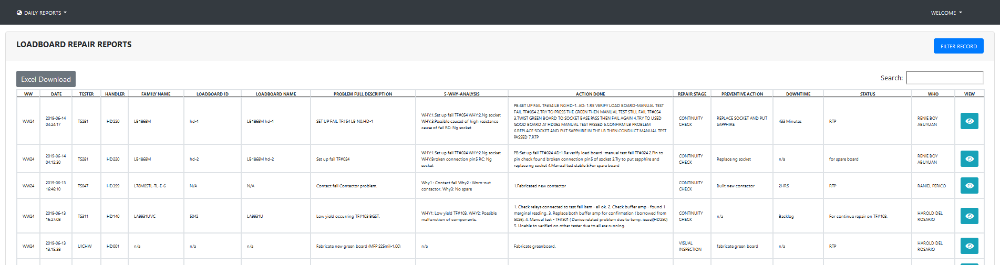 DAILY REPORTS
WELCOME
LOADBOARD REPAIR REPORTS
FILTER RECORD
Excel Download
Search:
WW DATE TESTER HANDLER FAMILY NAME LOADBOARD ID LOADBOARD NAME PROBLEM FULL DESCRIPTION 5-WHY-ANALYSIS ACTION DONE REPAIR STAGE PREVENTIVE ACTION DOWNTIME STATUS WHO VIEW
WW24
2019-06-14
04:24:17
TS281
HD220
LB1868M
hd-1
LB1868M hd-1
SET UP FAIL TF#54 LB N0.HD-1
WHY:1.Set up fail TF#054 WHY:2.Ng socket
WHY:3.Possible caused of high resistance
cause of fail RC: Ng socket
PB:SET UP FAIL TF#54 LB N0.HD-1. AD: 1.RE VERIFY LOAD BOARD-MANUAL TEST
FAIL TF#054 2.TRY TO PRESS THE GREEN THEN MANUAL TEST STILL FAIL TF#054
3.TWIST GREEN BOARD TO SOCKET BASE PASS THEN FAIL AGAIN 4.TRY TO USED
GOOD BOARD AT HD062 MANUAL TEST PASSED 5.CONFIRM LB PROBLEM
6.REPLACE SOCKET AND PUT SAPPHIRE IN THE LB THEN CONDUCT MANUAL TEST
PASSED 7.RTP
CONTINUITY
CHECK
REPLACE SOCKET AND PUT
SAPPHIRE
433 Minutes
RTP
RENIE BOY
ABUYUAN
WW24
2019-06-14
04:12:30
TS281
HD220
LB1868M
hd-2
LB1868M hd-2
Set up fail TF#024
WHY:1.Set up fail TF#024 WHY:2.Ng socket
WHY:Broken connection pin5 RC: Ng
socket
PB:Set up fail TF#024 AD:1.Re verify load board -manual test fail TF#024 2.Pin to
pin check found broken connection pin5 of socket 3.Try to put sapphire and
replace ng socket 4.Manual test stable 5.For spare board
CONTINUITY
CHECK
Replace ng socket
n/a
for spare board
RENIE BOY
ABUYUAN
WW24
2019-06-13
16:46:10
TS047
HD399
L78M05TL-TL-E-6
N/A
N/A
Contact fail Contactor problem.
Why1 : Contact fail Why2 : Worn-out
contactor. Why3: No spare
1.Fabricated new contactor
CONTINUITY
CHECK
Built new contactor
2HRS
RTP
RANIEL PERICO
WW24
2019-06-13
16:27:08
TS311
HD140
LA9931UVC
5042
LA9931U
Low yield occurring TF#103 BGST.
WHY1: Low yield TF#103. WHY2: Possible
malfunction of components.
1. Check relays connected to test fail item - all ok. 2. Check buffer amp - found 1
marginal reading. 3. Replace both buffer amp for confirmation ( borrowed from
5026). 4. Manual test - TF#501 ( Device related problem due to temp. issue)(HD250)
5. Unable to verified on other tester due to all are running.
CONTINUITY
CHECK
n/a
Backlog
For continue repair on TF#103.
HAROLD DEL
ROSARIO
WW24
2019-06-13
13:15:38
UICHW
HD001
n/a
n/a
n/a
Fabricate new green board (MFP 225mil-1.00)
n/a
Fabricate greenboard.
VISUAL
INSPECTION
fabricate green board
n/a
RTP
HAROLD DEL
ROSARIO